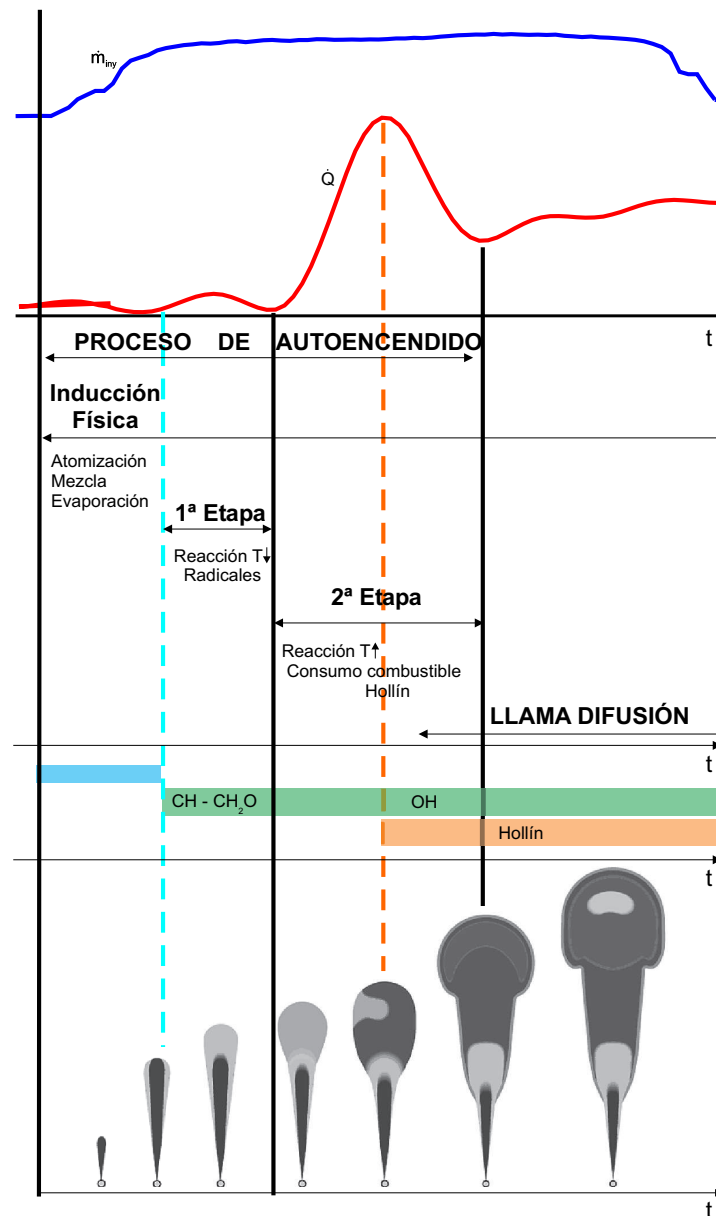 ṁiny
Q̇
PROCESO DE AUTOENCENDIDO
t
Inducción
Física
Atomización
Mezcla
Evaporación
1ª Etapa
Reacción T↓
Radicales
2ª Etapa
Reacción T↑
Consumo combustible
Hollín
LLAMA DIFUSIÓN
t
CH - CH₂O
OH
Hollín
t
t